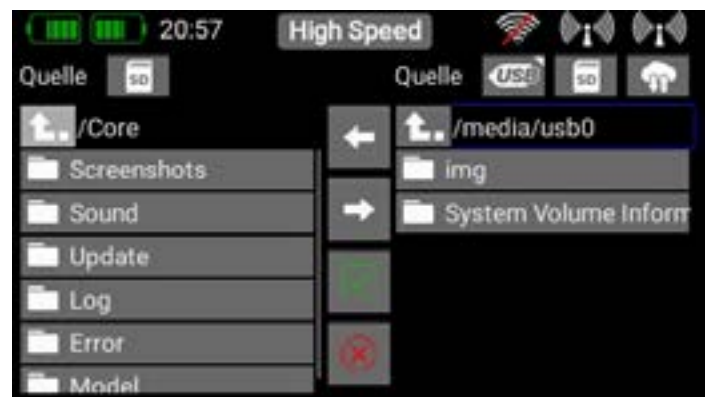 20:57 High Speed
Quelle SD Quelle USB SD
/Core
/media/usb0
Screenshots
img
Sound
System Volume Inform
Update
Log
Error
Model